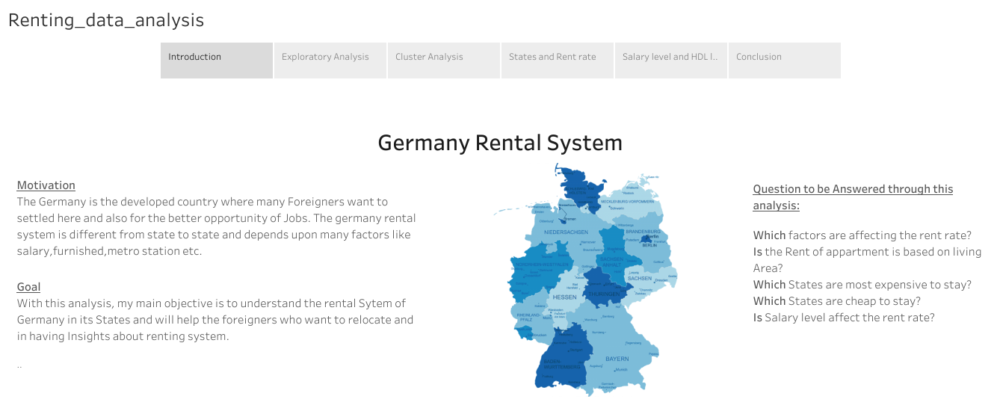 Renting_data_analysis
Introduction
Exploratory Analysis
Cluster Analysis
States and Rent rate
Salary level and HDL l..
Conclusion
Germany Rental System
Motivation
The Germany is the developed country where many Foreigners want to
settled here and also for the better opportunity of Jobs. The germany rental
system is different from state to state and depends upon many factors like
salary,furnished,metro station etc.
Goal
With this analysis, my main objective is to understand the rental Sytem of
Germany in its States and will help the foreigners who want to relocate and
in having Insights about renting system.
..
MECKLENBURG-VORPOMMERN
NIEDERSACHSEN
BRANDENBURG
Berlin
BERLIN
SACHSEN
ANHALT
NORDRHEIN-WESTFALEN
SACHSEN
HESSEN
THÜRINGEN
RHEINLAND-
PFALZ
BADEN-
WÜRTTEMBERG
BAYERN
Munich
Question to be Answered through this
analysis:
Which factors are affecting the rent rate?
Is the Rent of appartment is based on living
Area?
Which States are most expensive to stay?
Which States are cheap to stay?
Is Salary level affect the rent rate?